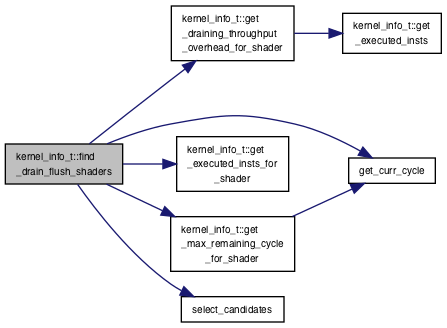 kernel_info_t::get
_draining_throughput
_overhead_for_shader
kernel_info_t::get
_executed_insts
kernel_info_t::find
_drain_flush_shaders
kernel_info_t::get
_executed_insts_for
_shader
get_curr_cycle
kernel_info_t::get
_max_remaining_cycle
_for_shader
select_candidates